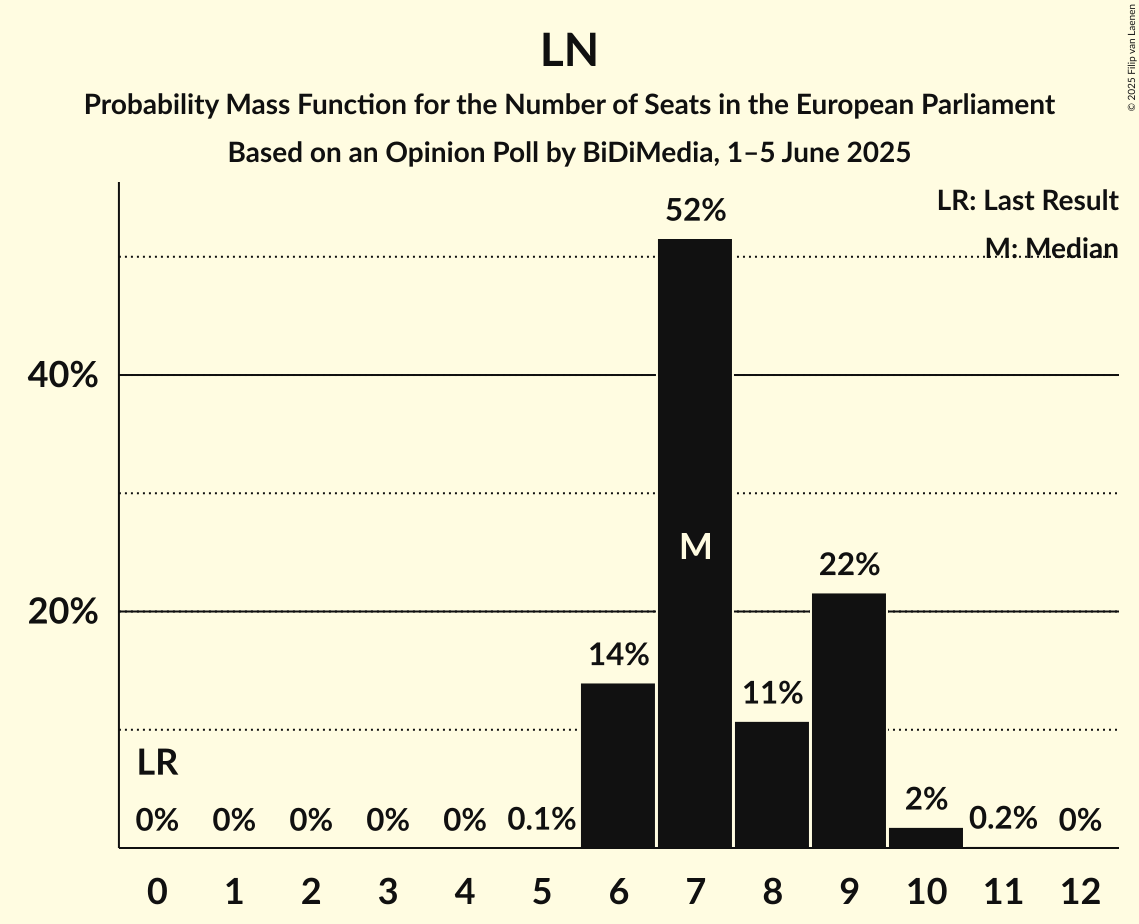 © 2025 Filip van Laenen
LN
Probability Mass Function for the Number of Seats in the European Parliament
Based on an Opinion Poll by BiDiMedia, 1–5 June 2025
LR: Last Result
M: Median
52%
40%
M
22%
20%
14%
11%
LR
0% 0% 0% 0% 0% 0.1% 2% 0.2% 0%
0 1 2 3 4 5 6 7 8 9 10 11 12